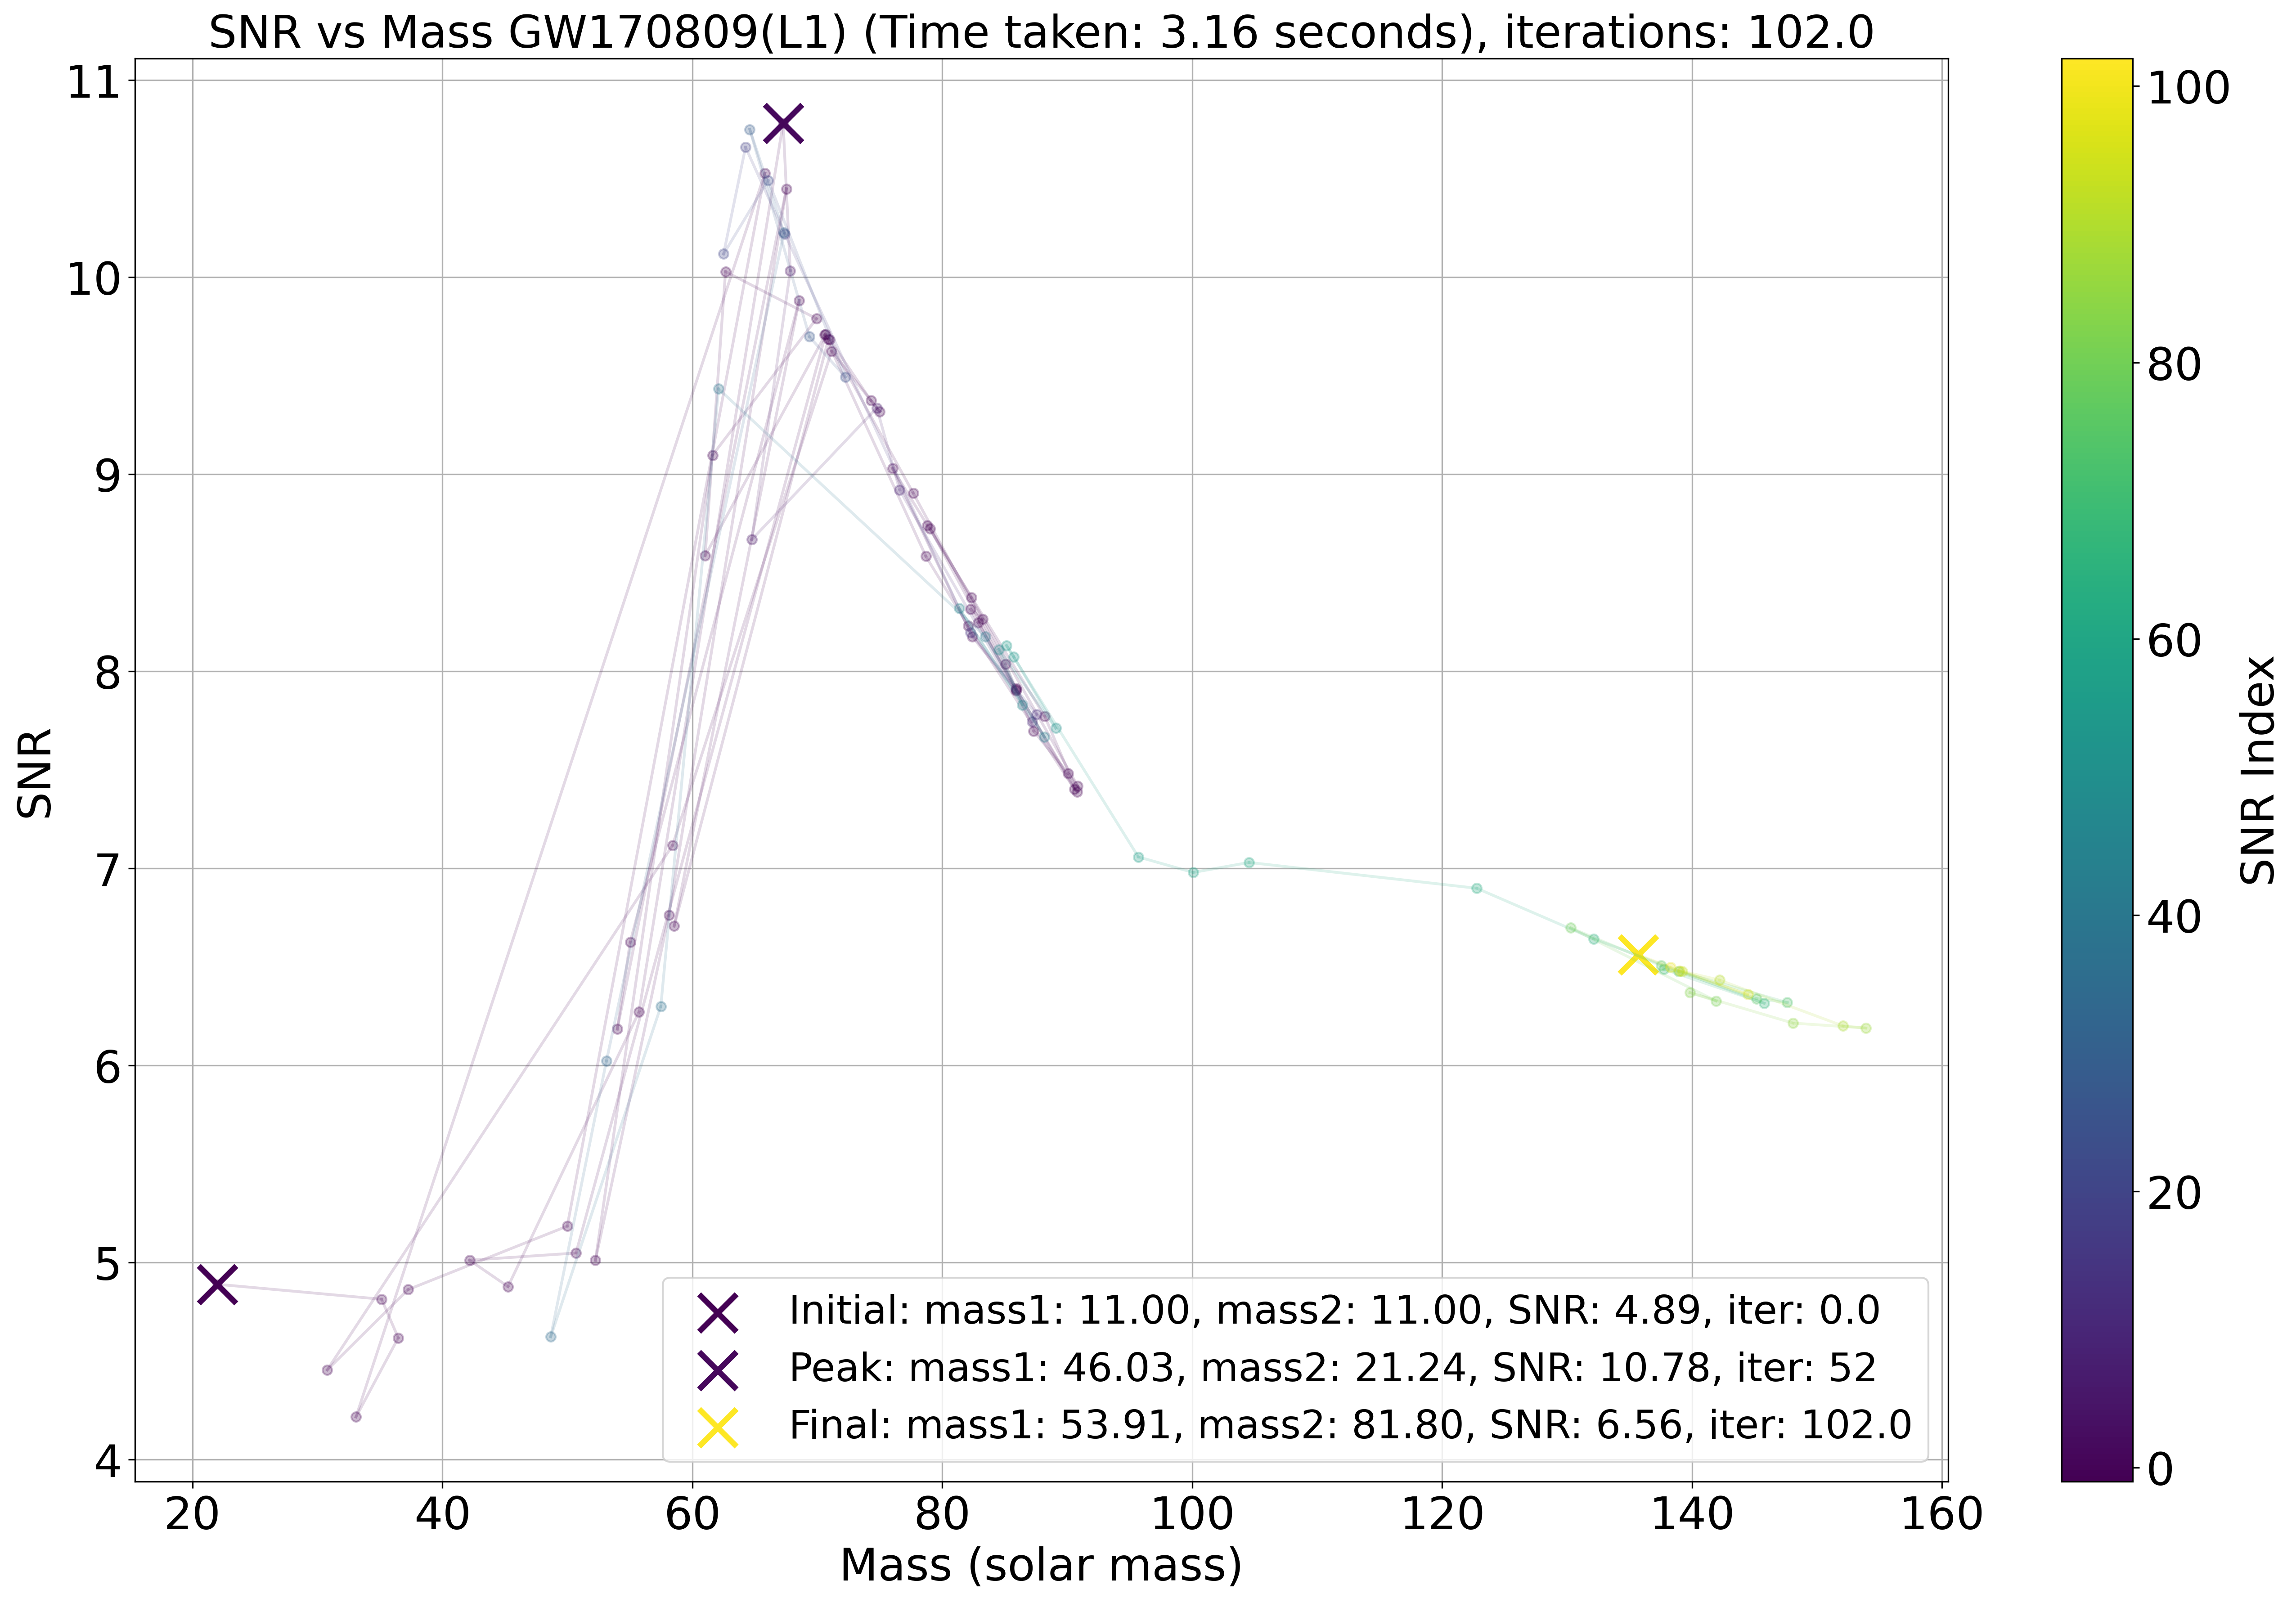 SNR vs Mass GW170809(L1) (Time taken: 3.16 seconds), iterations: 102.0
11
10
9
8
7
6
5
4
SNR
20 40 60 80 100 120 140 160
Mass (solar mass)
Initial: mass1: 11.00, mass2: 11.00, SNR: 4.89, iter: 0.0
Peak: mass1: 46.03, mass2: 21.24, SNR: 10.78, iter: 52
Final: mass1: 53.91, mass2: 81.80, SNR: 6.56, iter: 102.0
100
80
60
40
20
0
SNR Index